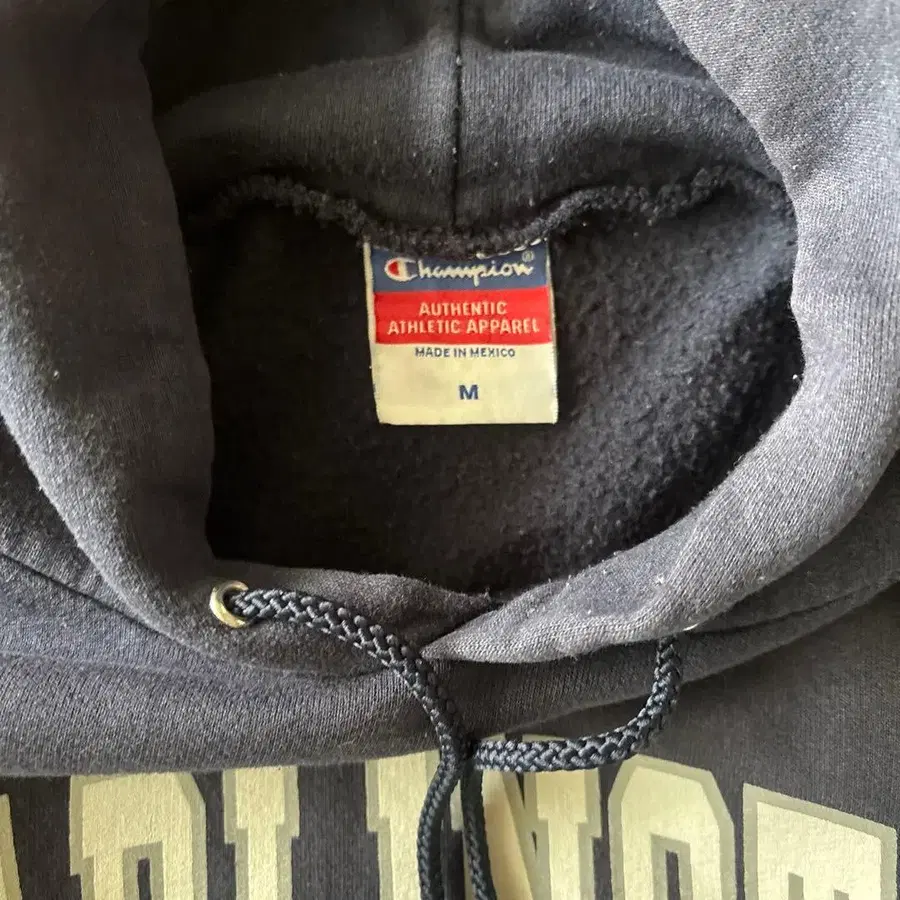 Champion®
AUTHENTIC
ATHLETIC APPAREL
MADE IN MEXICO
M